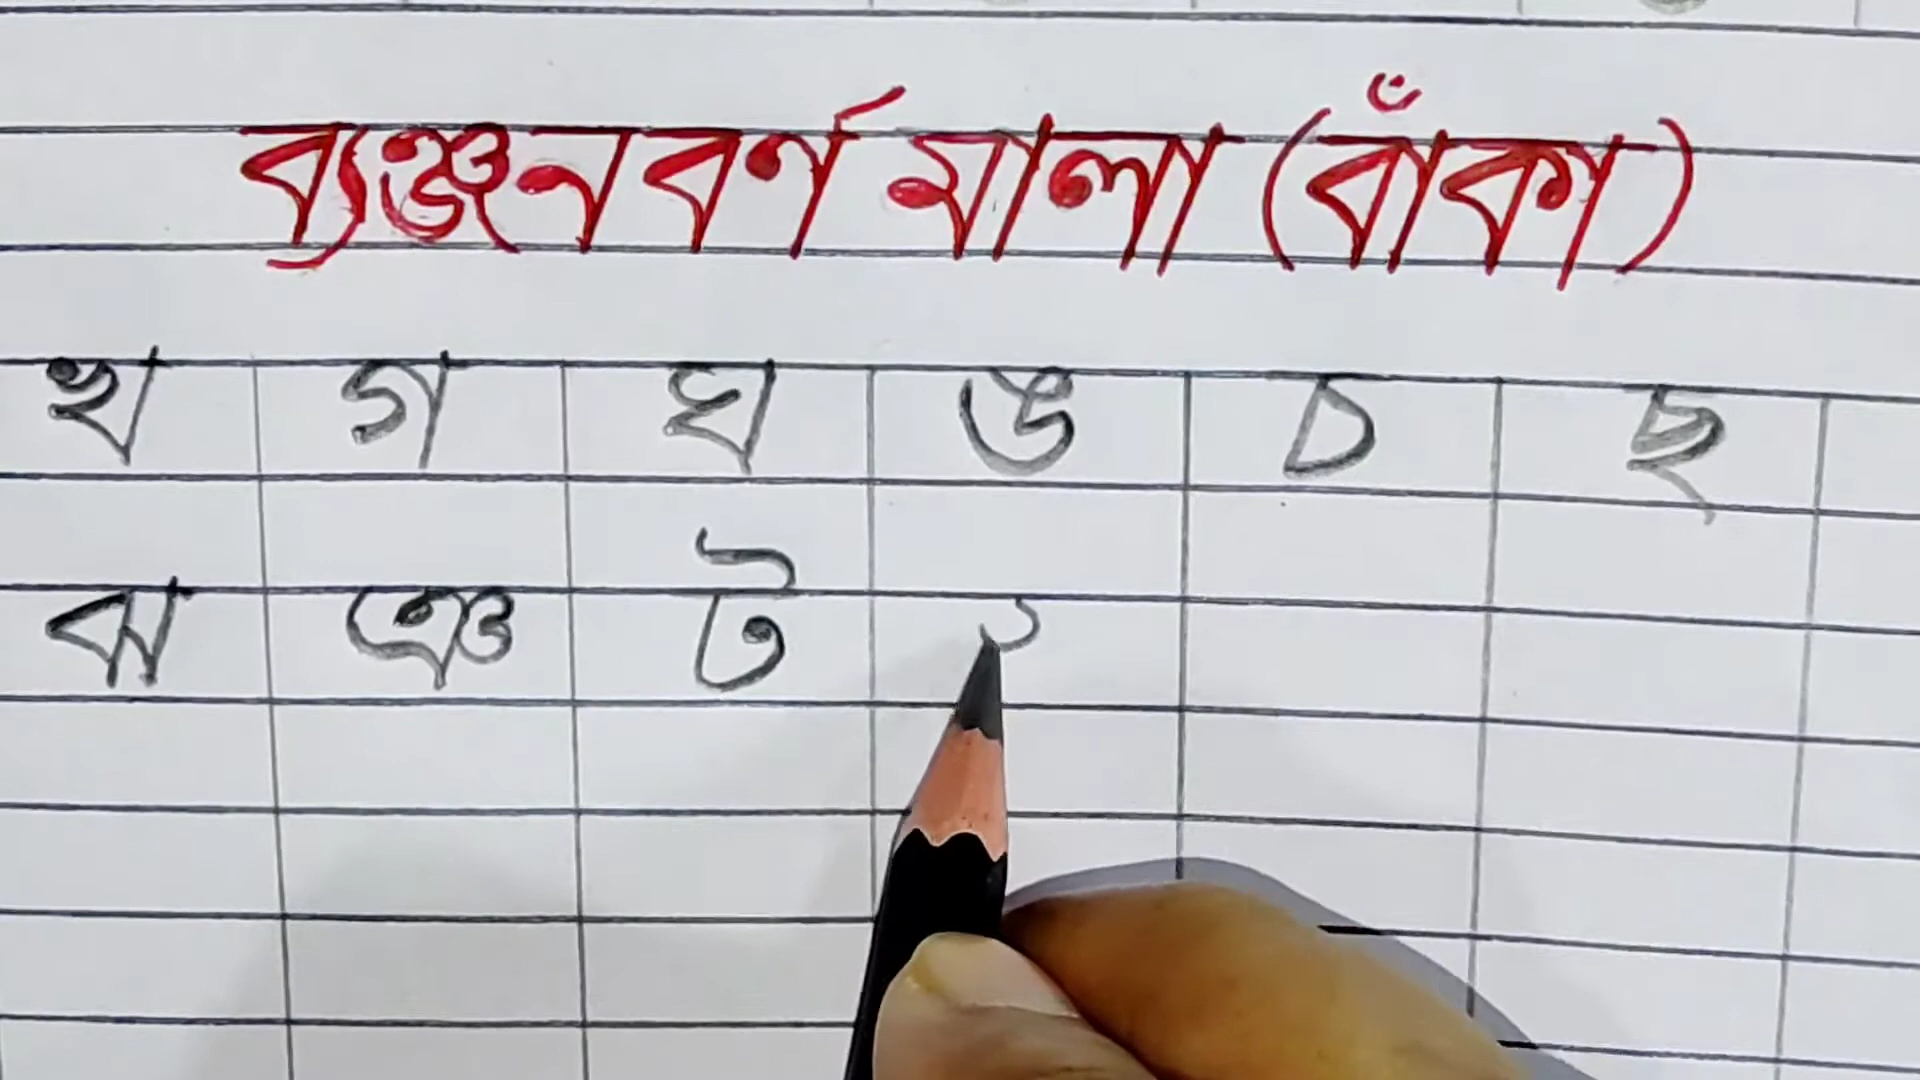 ব্যঞ্জনবর্ণ মালা (বাঁকা)
খ গ ঘ ঙ চ ছ
ঝ ঞ ট